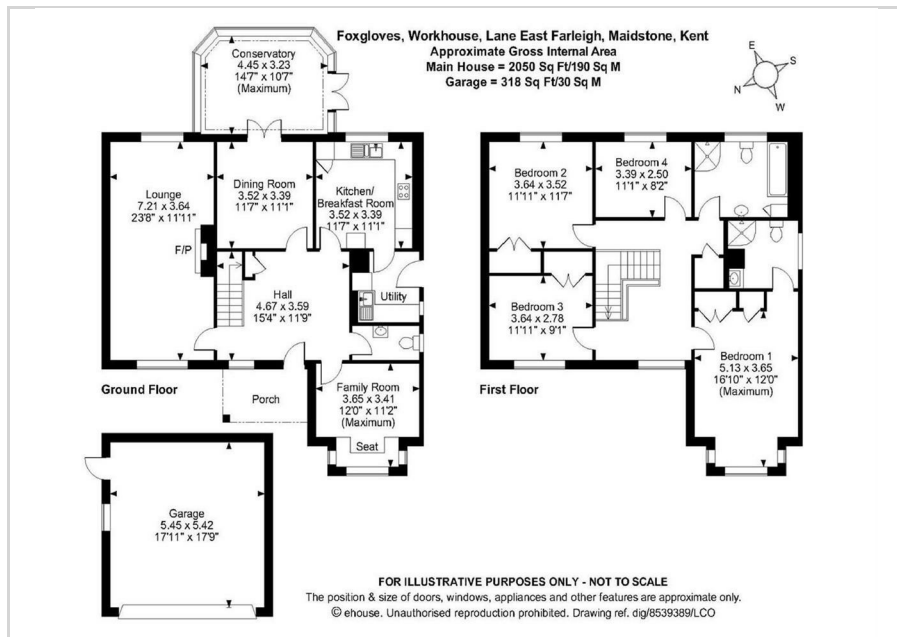 Foxgloves, Workhouse, Lane East Farleigh, Maidstone, Kent
Approximate Gross Internal Area
Main House = 2050 Sq Ft/190 Sq M
Garage = 318 Sq Ft/30 Sq M
E
S
N
W
Conservatory
4.45 x 3.23
14'7" x 10'7"
(Maximum)
Lounge
7.21 x 3.64
23'8" x 11'11"
F/P
Dining Room
3.52 x 3.39
11'7" x 11'1"
Kitchen/
Breakfast Room
3.52 x 3.39
11'7" x 11'1"
Utility
Hall
4.67 x 3.59
15'4" x 11'9"
Family Room
3.65 x 3.41
12'0" x 11'2"
(Maximum)
Seat
Porch
Ground Floor
Garage
5.45 x 5.42
17'11" x 17'9"
Bedroom 2
3.64 x 3.52
11'11" x 11'7"
Bedroom 4
3.39 x 2.50
11'1" x 8'2"
Bedroom 3
3.64 x 2.78
11'11" x 9'1"
Bedroom 1
5.13 x 3.65
16'10" x 12'0"
(Maximum)
First Floor
FOR ILLUSTRATIVE PURPOSES ONLY - NOT TO SCALE
The position & size of doors, windows, appliances and other features are approximate only.
© ehouse. Unauthorised reproduction prohibited. Drawing ref. dig/8539389/LCO